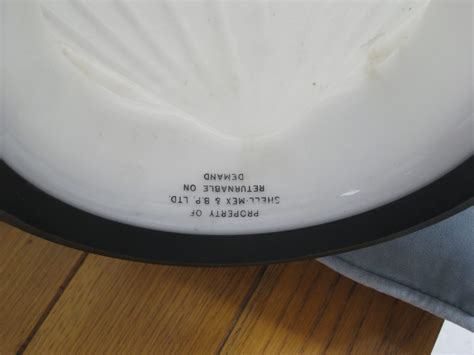 PROPERTY OF
SHELL-MEX & B.P. LTD.
RETURNABLE ON
DEMAND